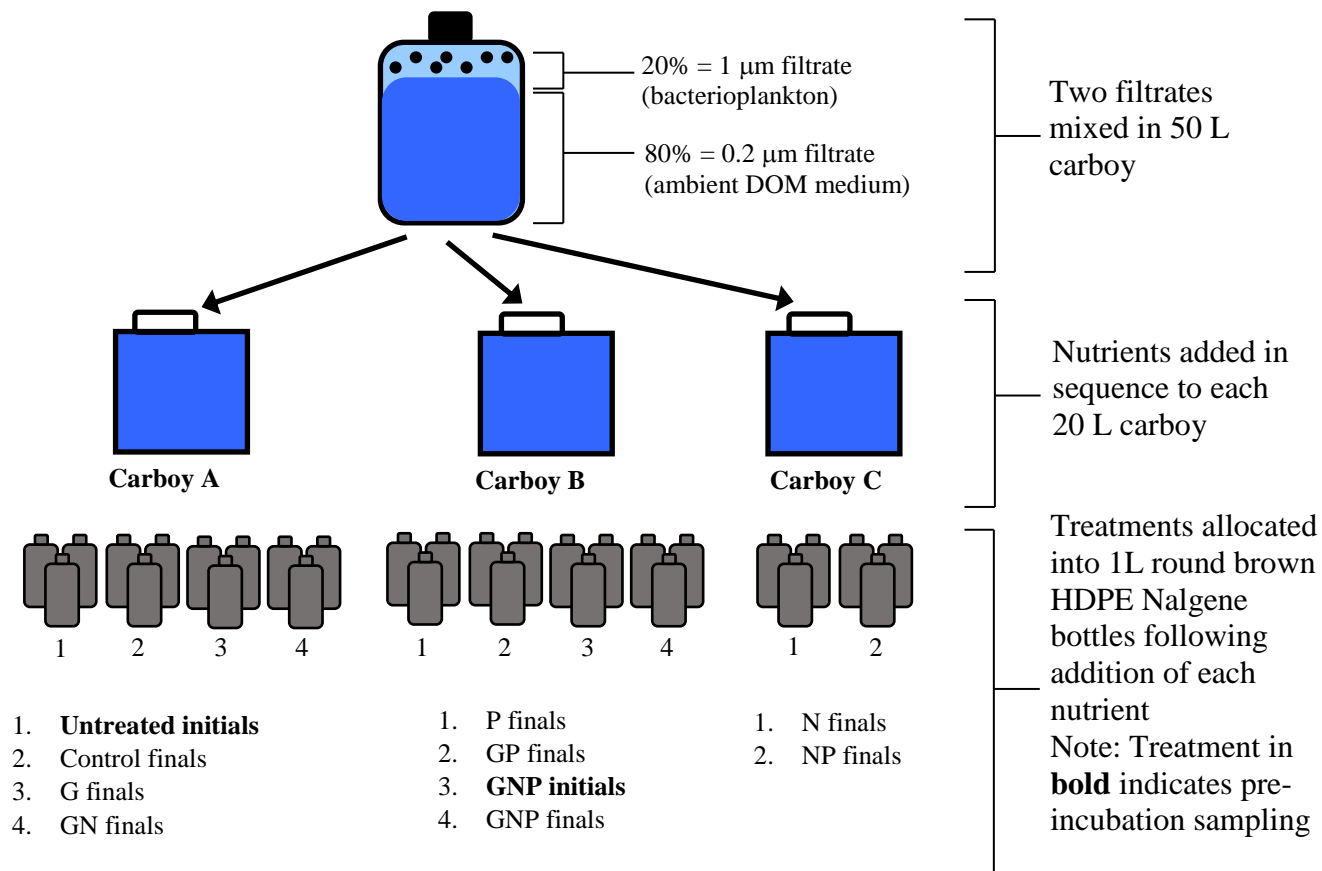 20% = 1 μm filtrate
(bacterioplankton)
80% = 0.2 μm filtrate
(ambient DOM medium)
Two filtrates
mixed in 50 L
carboy
Carboy A
Carboy B
Carboy C
Nutrients added in
sequence to each
20 L carboy
1 2 3 4
1 2 3 4
1 2
1. Untreated initials
2. Control finals
3. G finals
4. GN finals
1. P finals
2. GP finals
3. GNP initials
4. GNP finals
1. N finals
2. NP finals
Treatments allocated
into 1L round brown
HDPE Nalgene
bottles following
addition of each
nutrient
Note: Treatment in
bold indicates pre-
incubation sampling